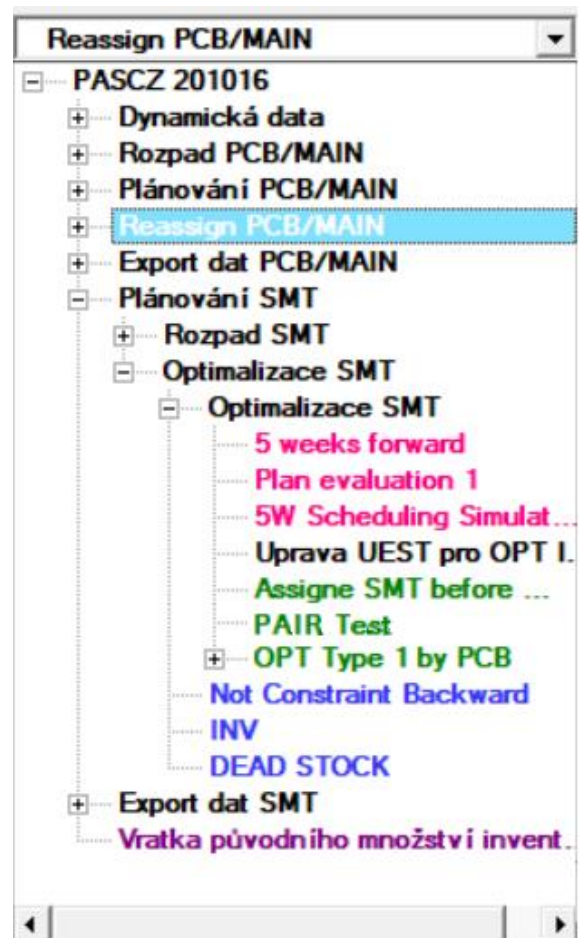 Reassign PCB/MAIN
PASCZ 201016
Dynamická data
Rozpad PCB/MAIN
Plánování PCB/MAIN
Reassign PCB/MAIN
Export dat PCB/MAIN
Plánování SMT
Rozpad SMT
Optimalizace SMT
Optimalizace SMT
5 weeks forward
Plan evaluation 1
5W Scheduling Simulat...
Uprava UEST pro OPT I.
Assigne SMT before ...
PAIR Test
OPT Type 1 by PCB
Not Constraint Backward
INV
DEAD STOCK
Export dat SMT
Vratka původního množství invent..